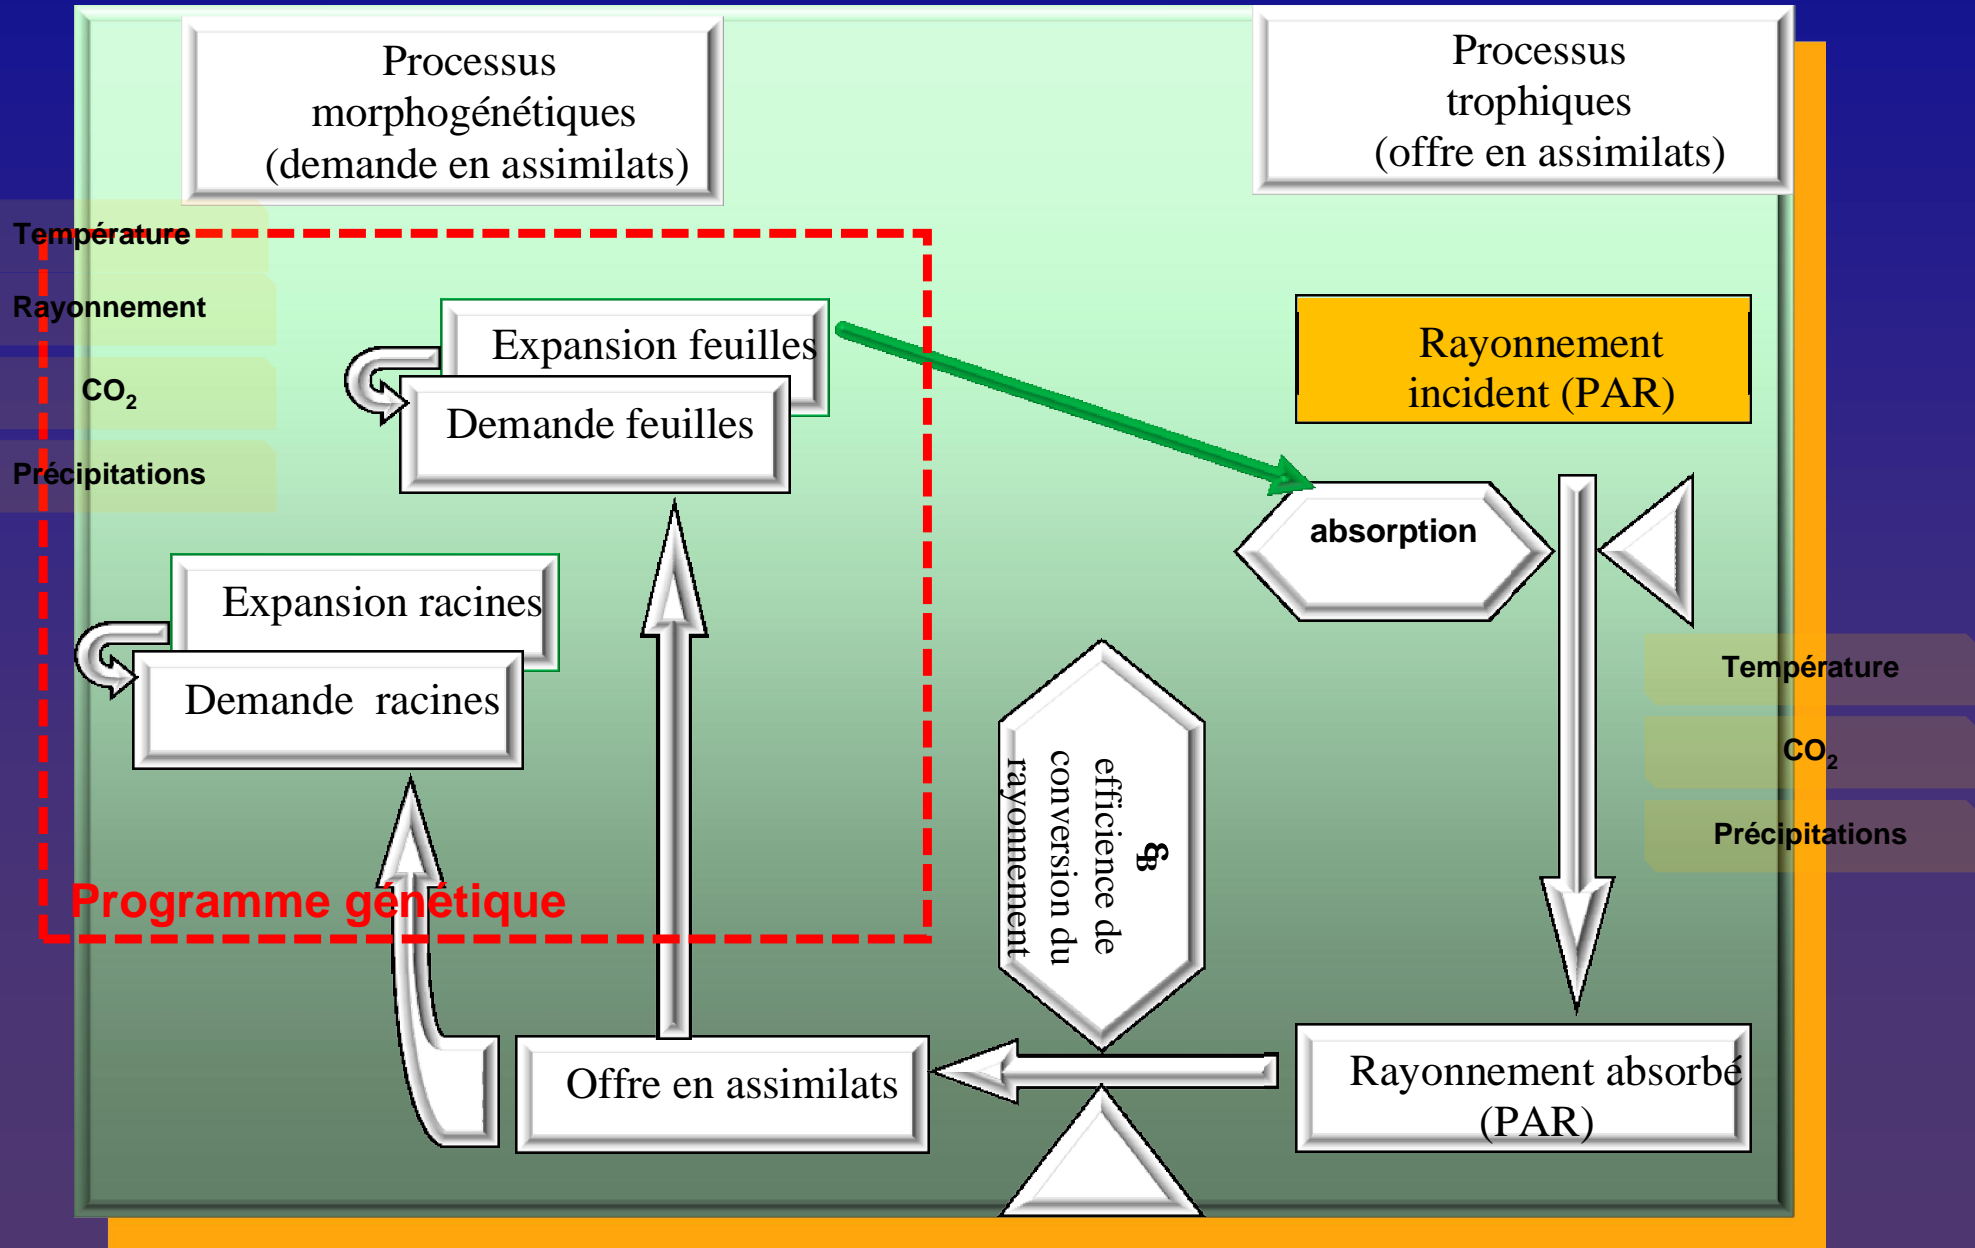 Processus
morphogénétiques
(demande en assimilats)
Processus
trophiques
(offre en assimilats)
Température
Rayonnement
CO₂
Précipitations
Expansion feuilles
Demande feuilles
Rayonnement
incident (PAR)
absorption
Expansion racines
Demande  racines
Programme génétique
εB
efficience de
conversion du
rayonnement
Température
CO₂
Précipitations
Offre en assimilats
Rayonnement absorbé
(PAR)